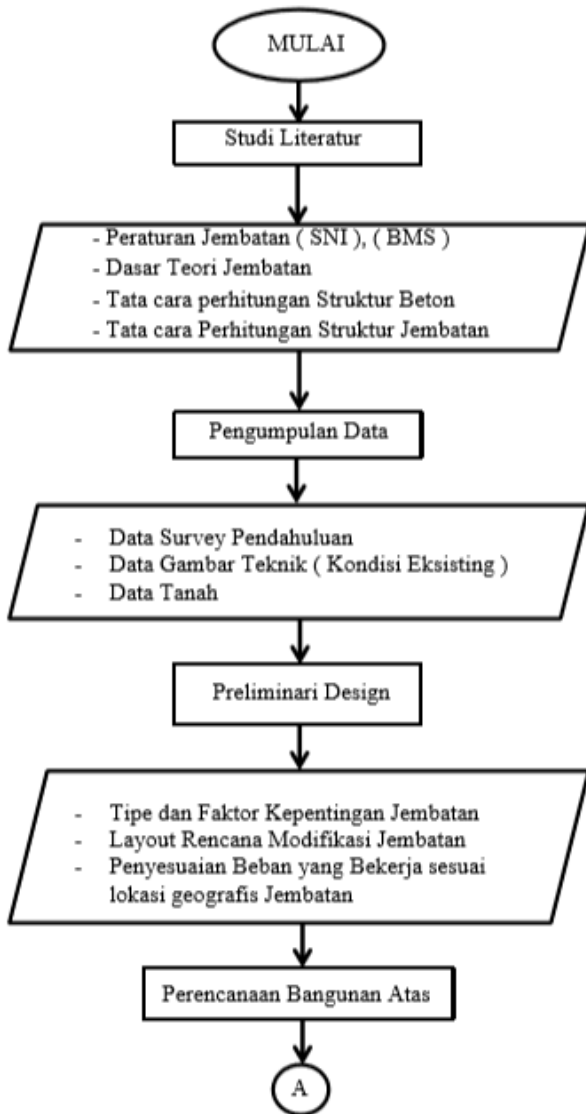 MULAI
Studi Literatur
- Peraturan Jembatan ( SNI ), ( BMS )
- Dasar Teori Jembatan
- Tata cara perhitungan Struktur Beton
- Tata cara Perhitungan Struktur Jembatan
Pengumpulan Data
- Data Survey Pendahuluan
- Data Gambar Teknik ( Kondisi Eksisting )
- Data Tanah
Preliminari Design
- Tipe dan Faktor Kepentingan Jembatan
- Layout Rencana Modifikasi Jembatan
- Penyesuaian Beban yang Bekerja sesuai
lokasi geografis Jembatan
Perencanaan Bangunan Atas
A